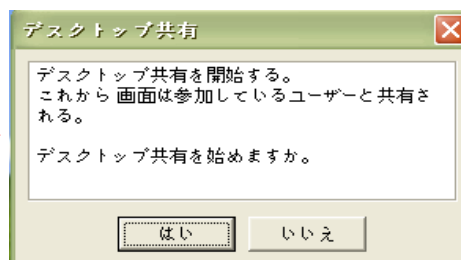 デスクトップ共有
デスクトップ共有を開始する。
これから 画面は参加しているユーザーと共有さ
れる。
デスクトップ共有を始めますか。
はい
いいえ